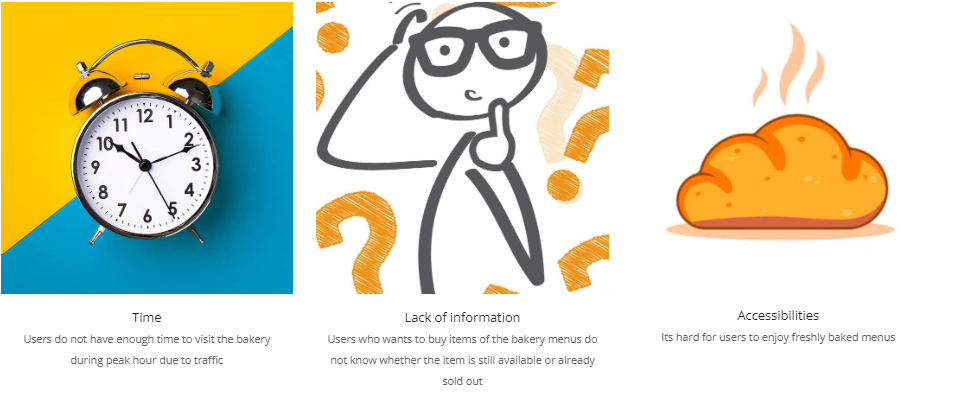 12
11
1
10
2
9
3
8
4
7
5
6
Time
Users do not have enough time to visit the bakery
during peak hour due to traffic
Lack of information
Users who wants to buy items of the bakery menus do
not know whether the item is still available or already
sold out
Accessibilities
Its hard for users to enjoy freshly baked menus